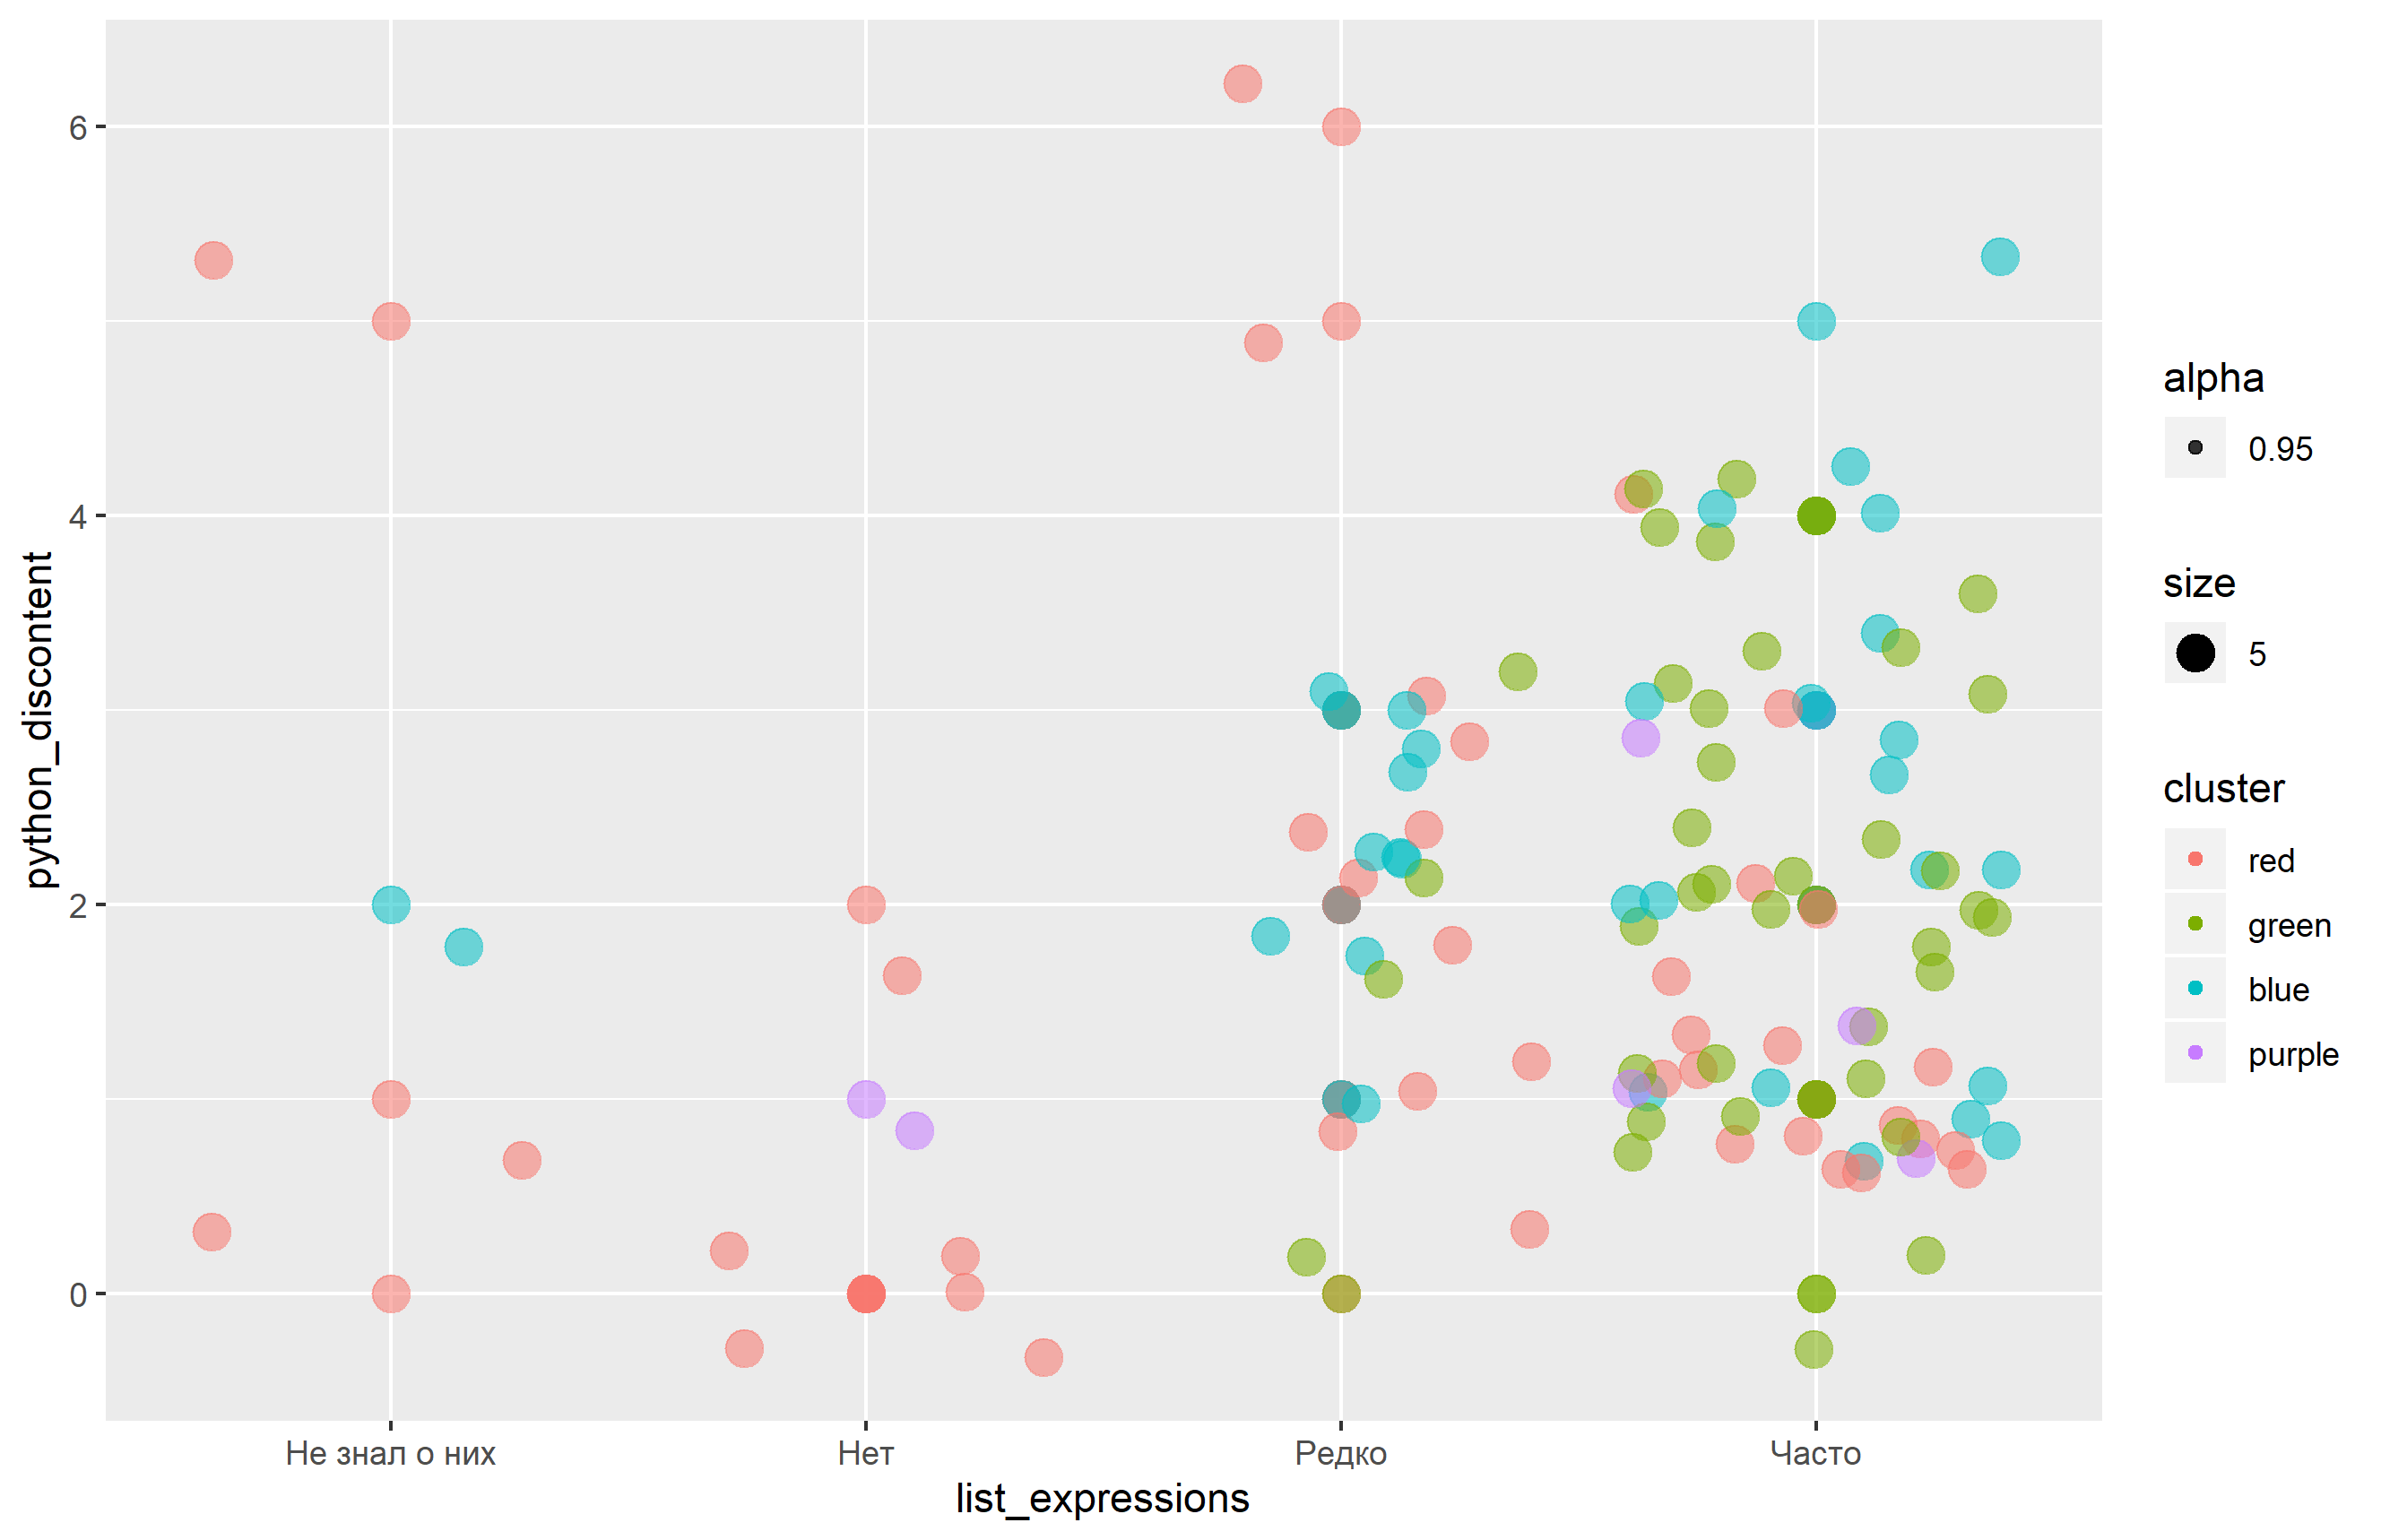 python_discontent
6
4
2
0
Не знал о них
Нет
Редко
Часто
list_expressions
alpha
0.95
size
5
cluster
red
green
blue
purple